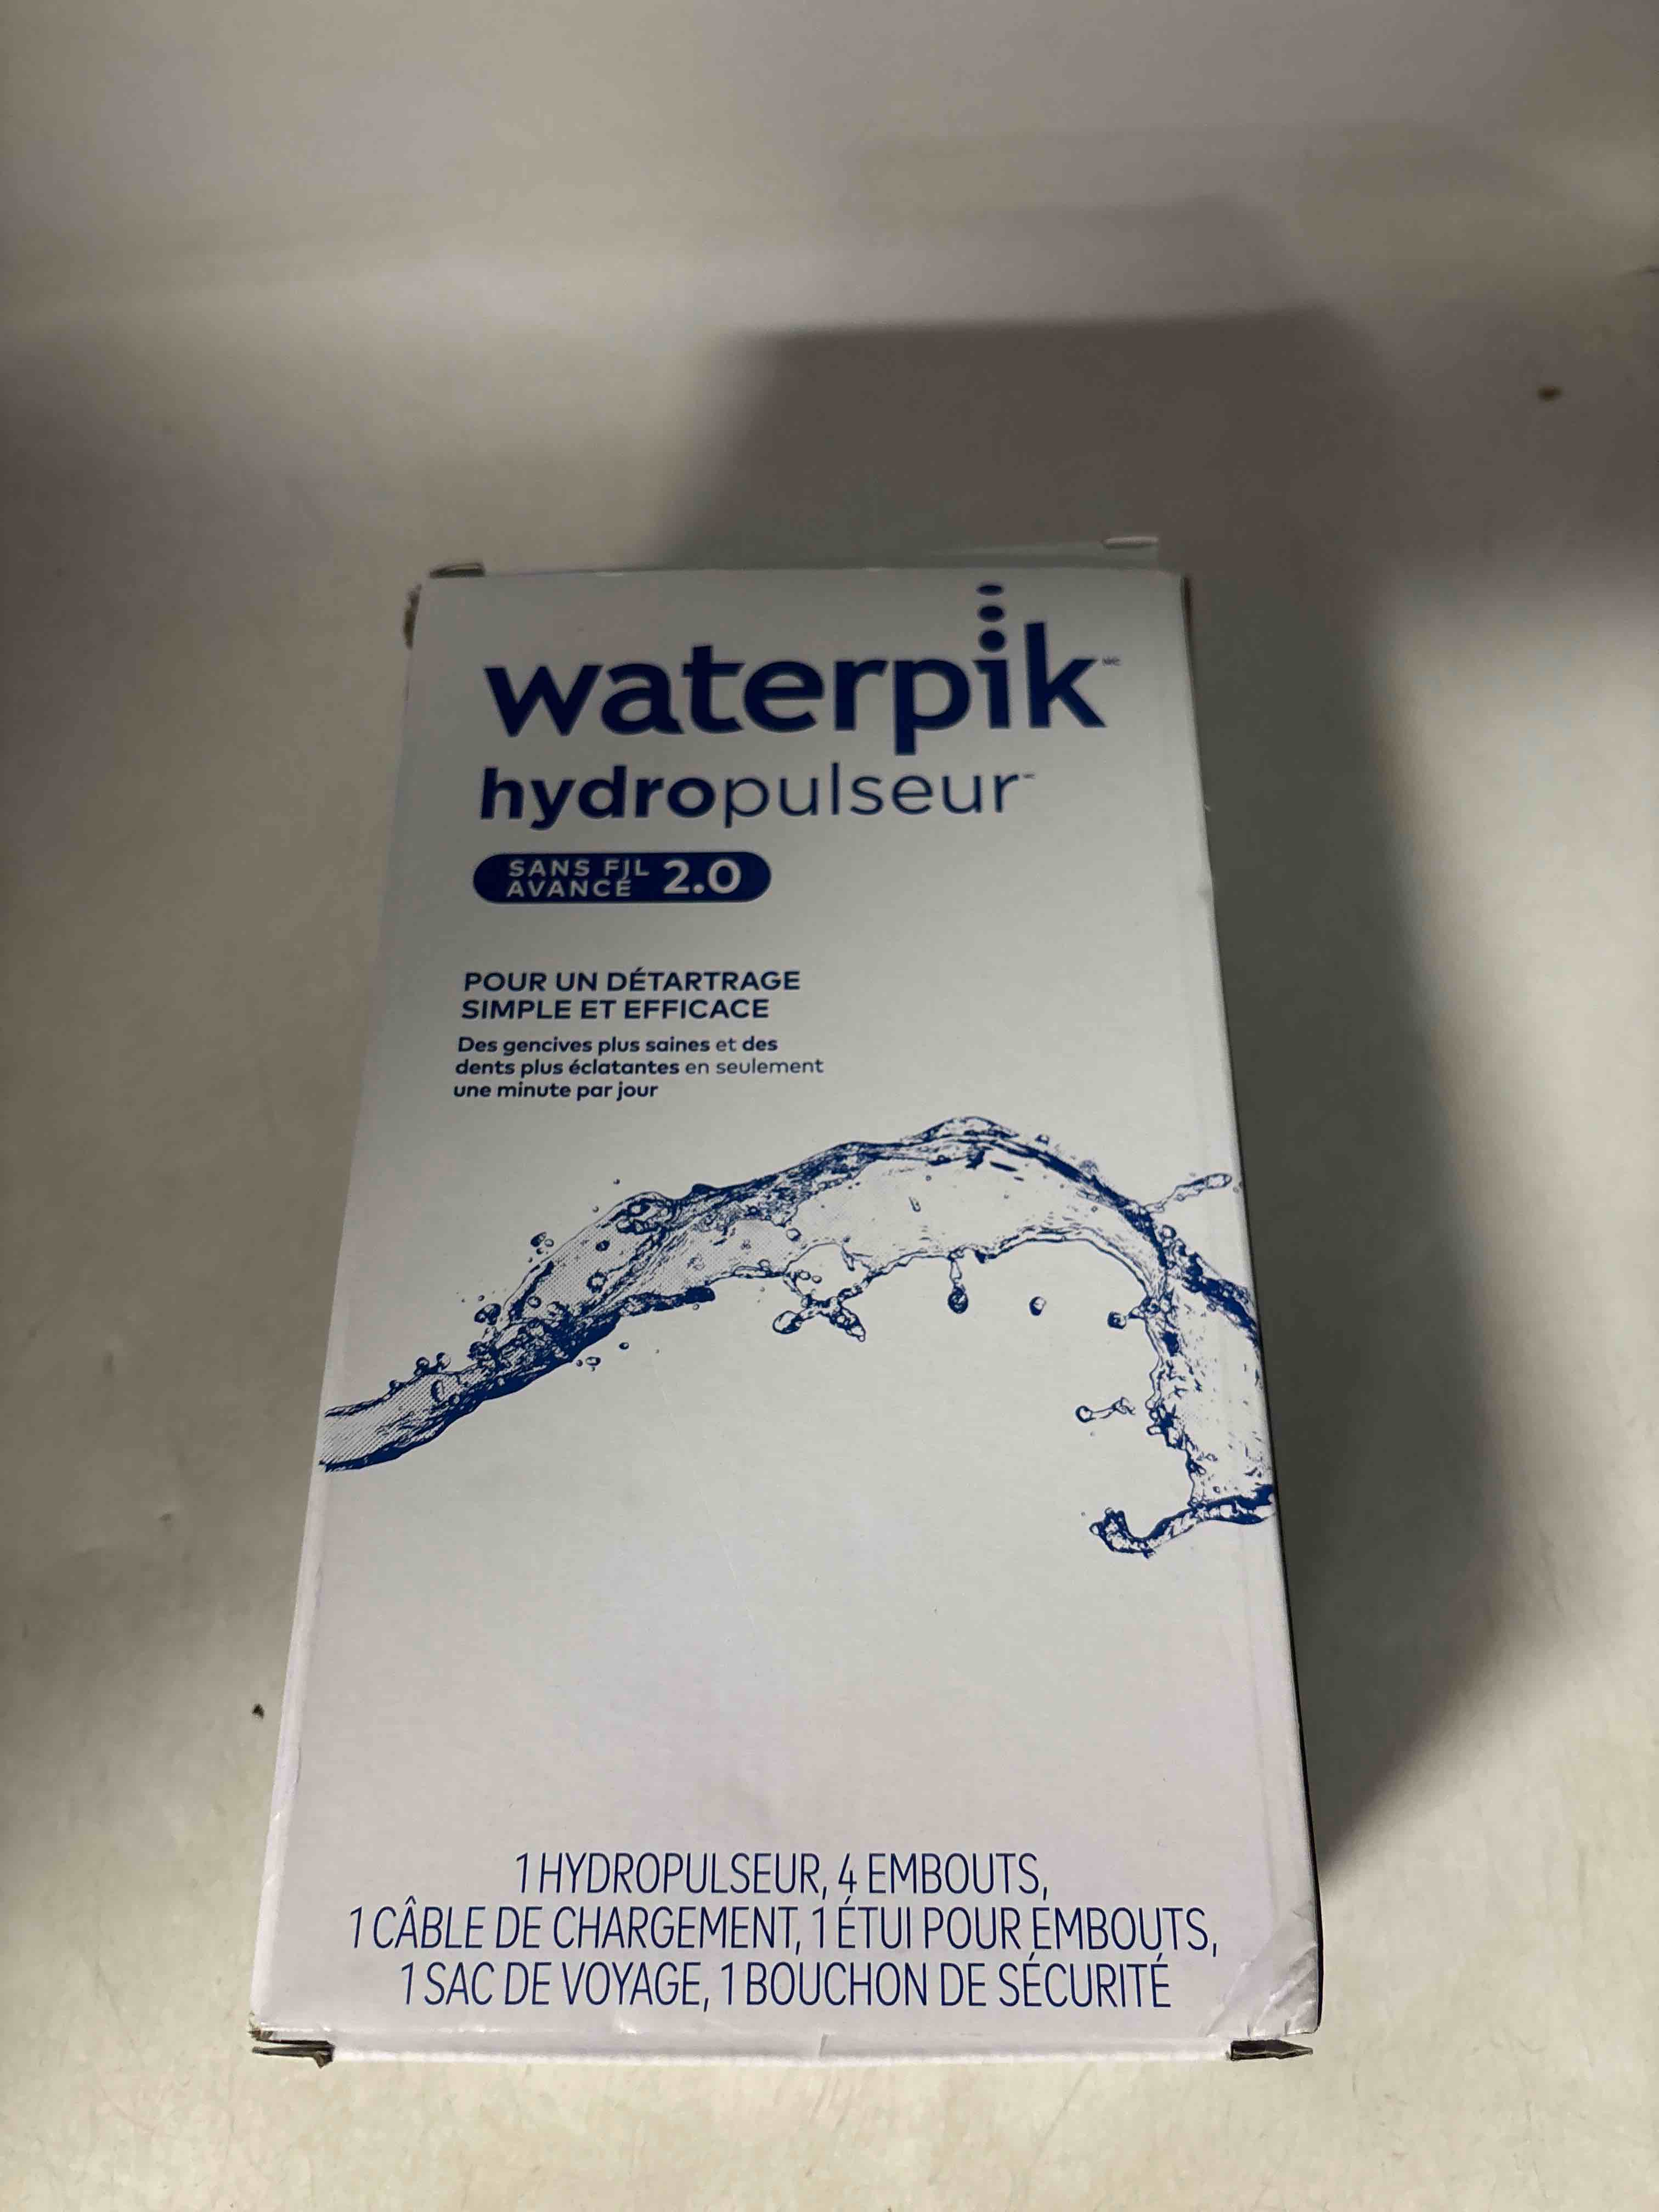 waterpik MC
hydropulseur
SANS FIL
AVANCÉ 2.0
POUR UN DÉTARTRAGE
SIMPLE ET EFFICACE
Des gencives plus saines et des
dents plus éclatantes en seulement
une minute par jour
1 HYDROPULSEUR, 4 EMBOUTS,
1 CÂBLE DE CHARGEMENT, 1 ÉTUI POUR EMBOUTS,
1 SAC DE VOYAGE, 1 BOUCHON DE SÉCURITÉ